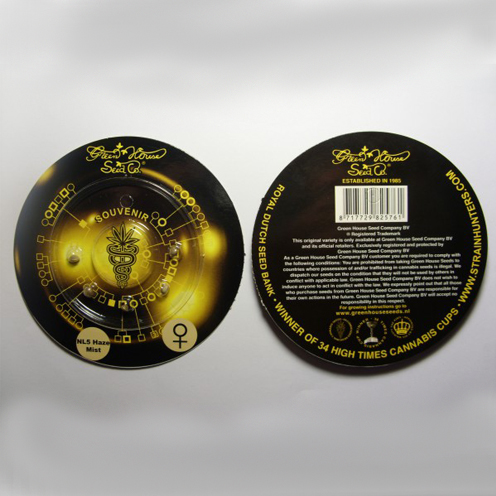 Green House
Seed Co.®
SOUVENIR
NL5 Haze
Mist
Green House
Seed Co.®
ESTABLISHED IN 1985
8 717729 825761
Green House Seed Company BV
® Registered Trademark
This original variety is only available at Green House Seed Company BV
and its official retailers. Exclusively registered and protected by
Green House Seed Company BV
As a Green House Seed Company BV customer you are required to comply with
the following conditions: You are prohibited from taking Green House Seeds to
countries where possession of and/or trafficking in cannabis seeds is illegal. We
dispatch our seeds on the condition that they will not be used by others in
conflict with applicable law. Green House Seed Company BV does not wish to
induce anyone to act in conflict with the law. We expressly point out that all those
who purchase seeds from Green House Seed Company BV are responsible for
their own actions in the future. Green House Seed Company BV will accept no
responsibility in this respect.
For growing instructions go to
www.greenhouseseeds.nl
ROYAL DUTCH SEED BANK • WINNER OF 34 HIGH TIMES CANNABIS CUPS • WWW.STRAINHUNTERS.COM